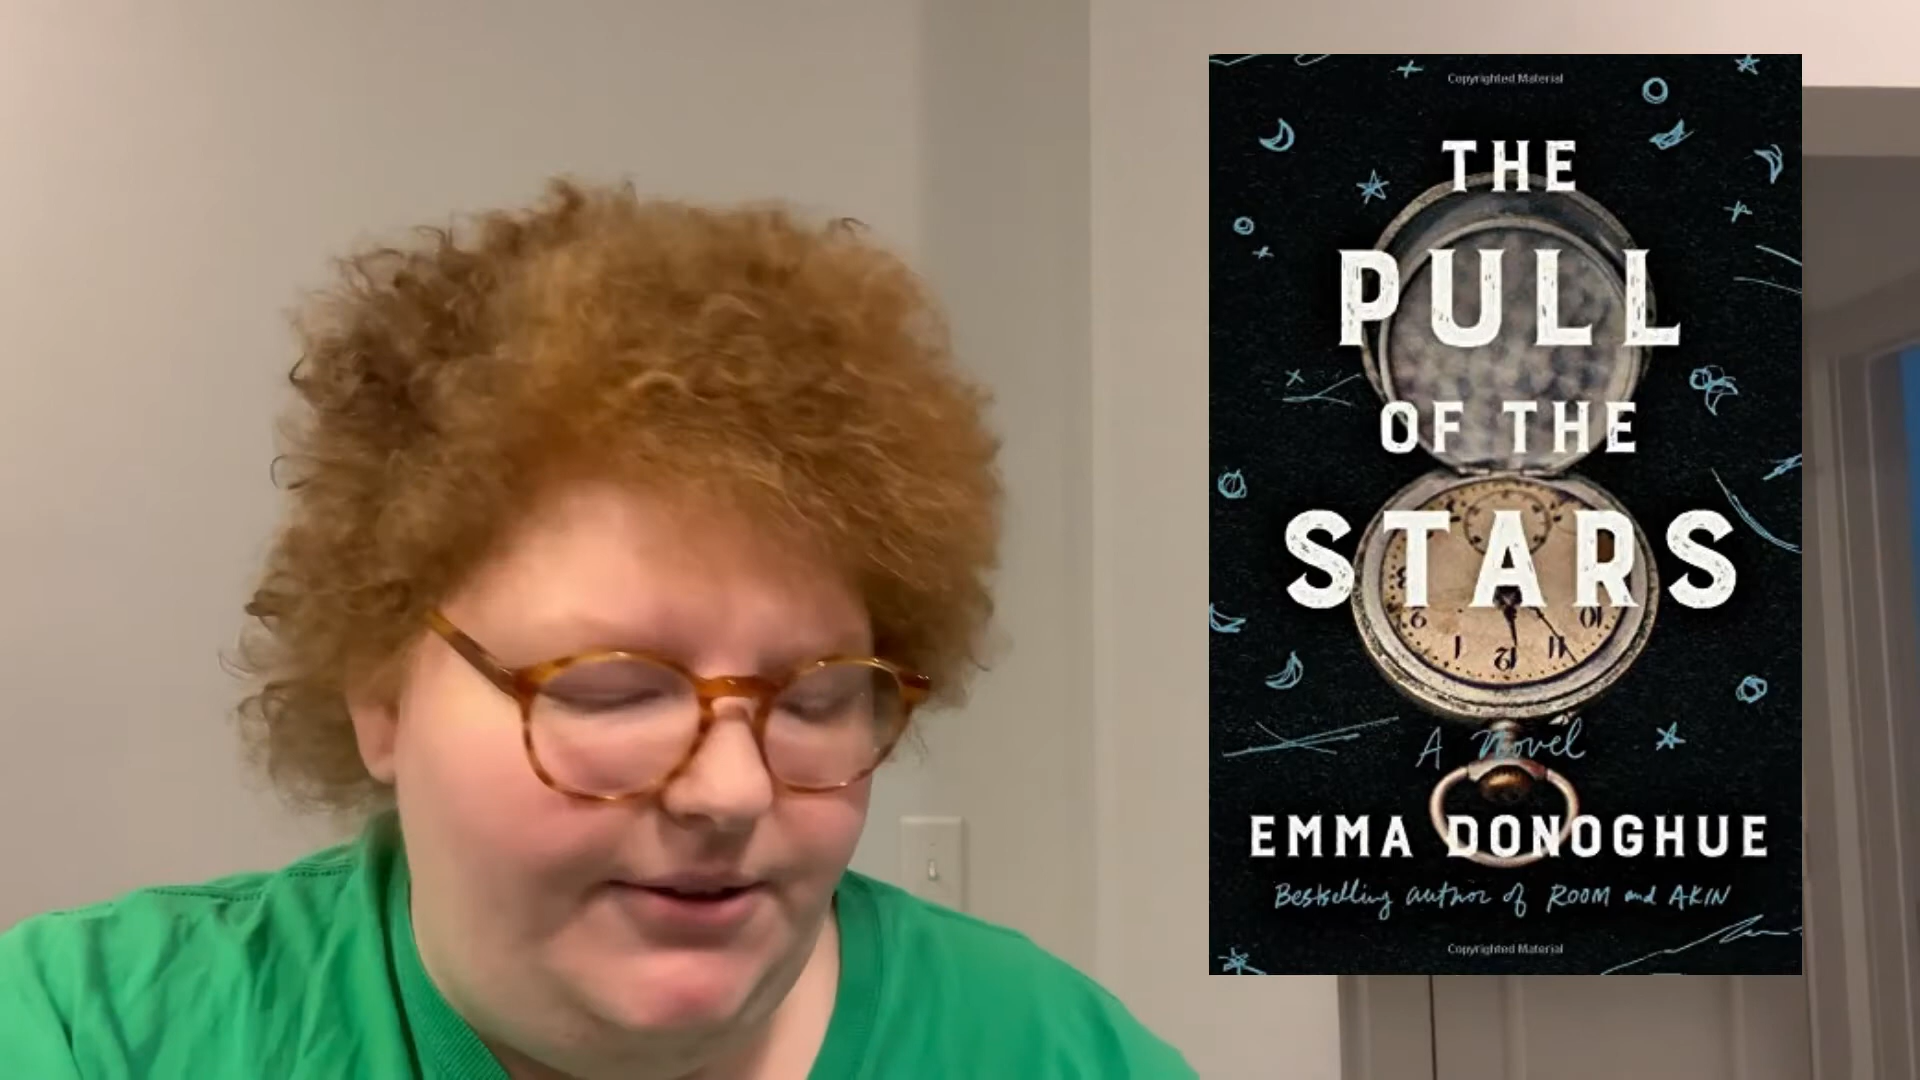 Copyrighted Material
THE
PULL
OF THE
STARS
A Novel
EMMA DONOGHUE
Bestselling author of ROOM and AKIN
Copyrighted Material